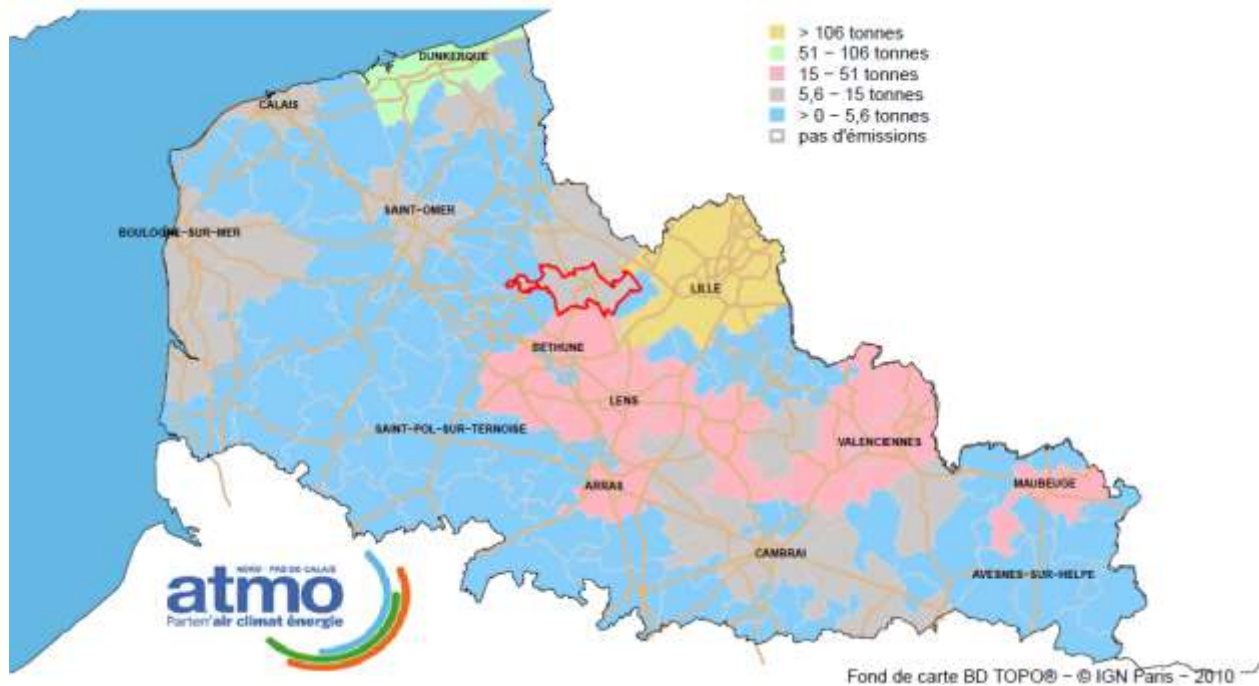 > 106 tonnes
51 – 106 tonnes
15 – 51 tonnes
5,6 – 15 tonnes
> 0 – 5,6 tonnes
pas d'émissions
DUNKERQUE
CALAIS
SAINT-OMER
BOULOGNE-SUR-MER
LILLE
BETHUNE
LENS
SAINT-POL-SUR-TERNOISE
VALENCIENNES
ARRAS
MAUBEUGE
CAMBRAI
AVESNES-SUR-HELPE
NORD - PAS-DE-CALAIS
atmo
Parten'air climat énergie
Fond de carte BD TOPO® – © IGN Paris – 2010